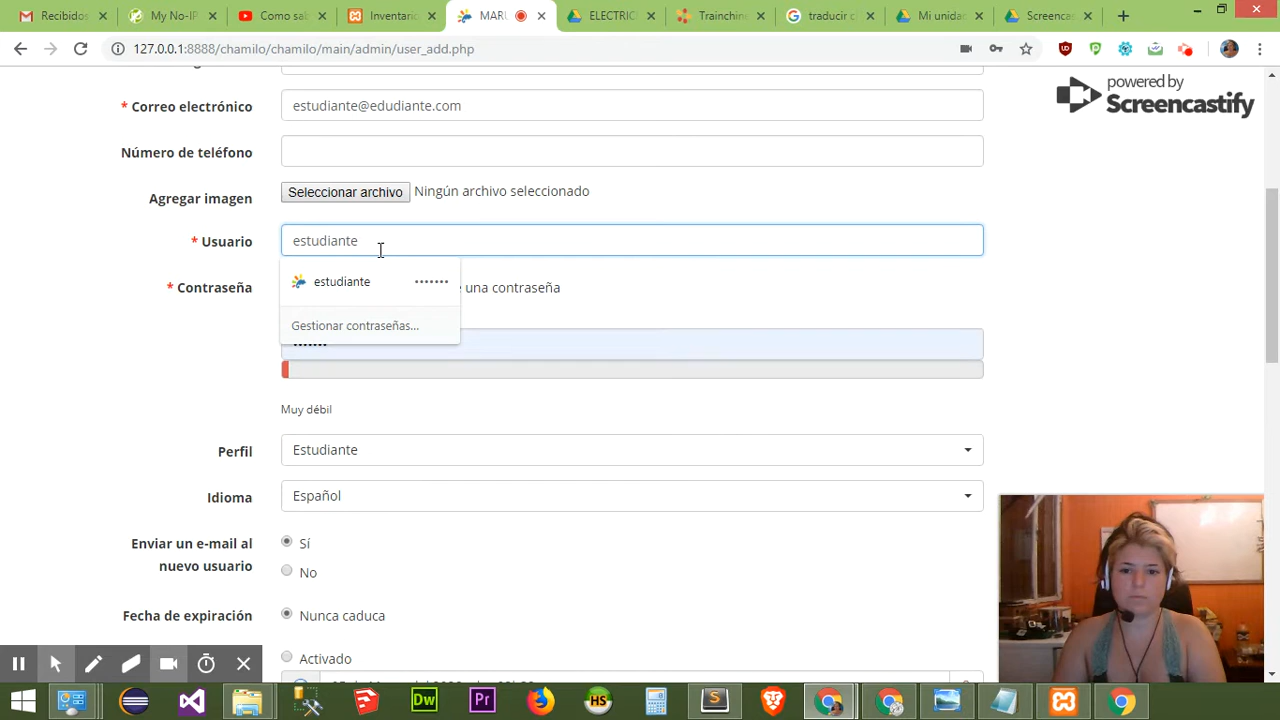 Recibidos
My No-IP
Como sal
Inventari
MARI
ELECTRIC
Trainchine
traducir c
Mi unidad
Screencas
127.0.0.1:8888/chamilo/chamilo/main/admin/user_add.php
powered by
Screencastify
* Correo electrónico
estudiante@edudiante.com
Número de teléfono
Agregar imagen
Seleccionar archivo Ningún archivo seleccionado
* Usuario
estudiante
estudiante •••••••
* Contraseña
una contraseña
Gestionar contraseñas...
Muy débil
Perfil
Estudiante
Idioma
Español
Enviar un e-mail al
nuevo usuario
Sí
No
Fecha de expiración
Nunca caduca
Activado